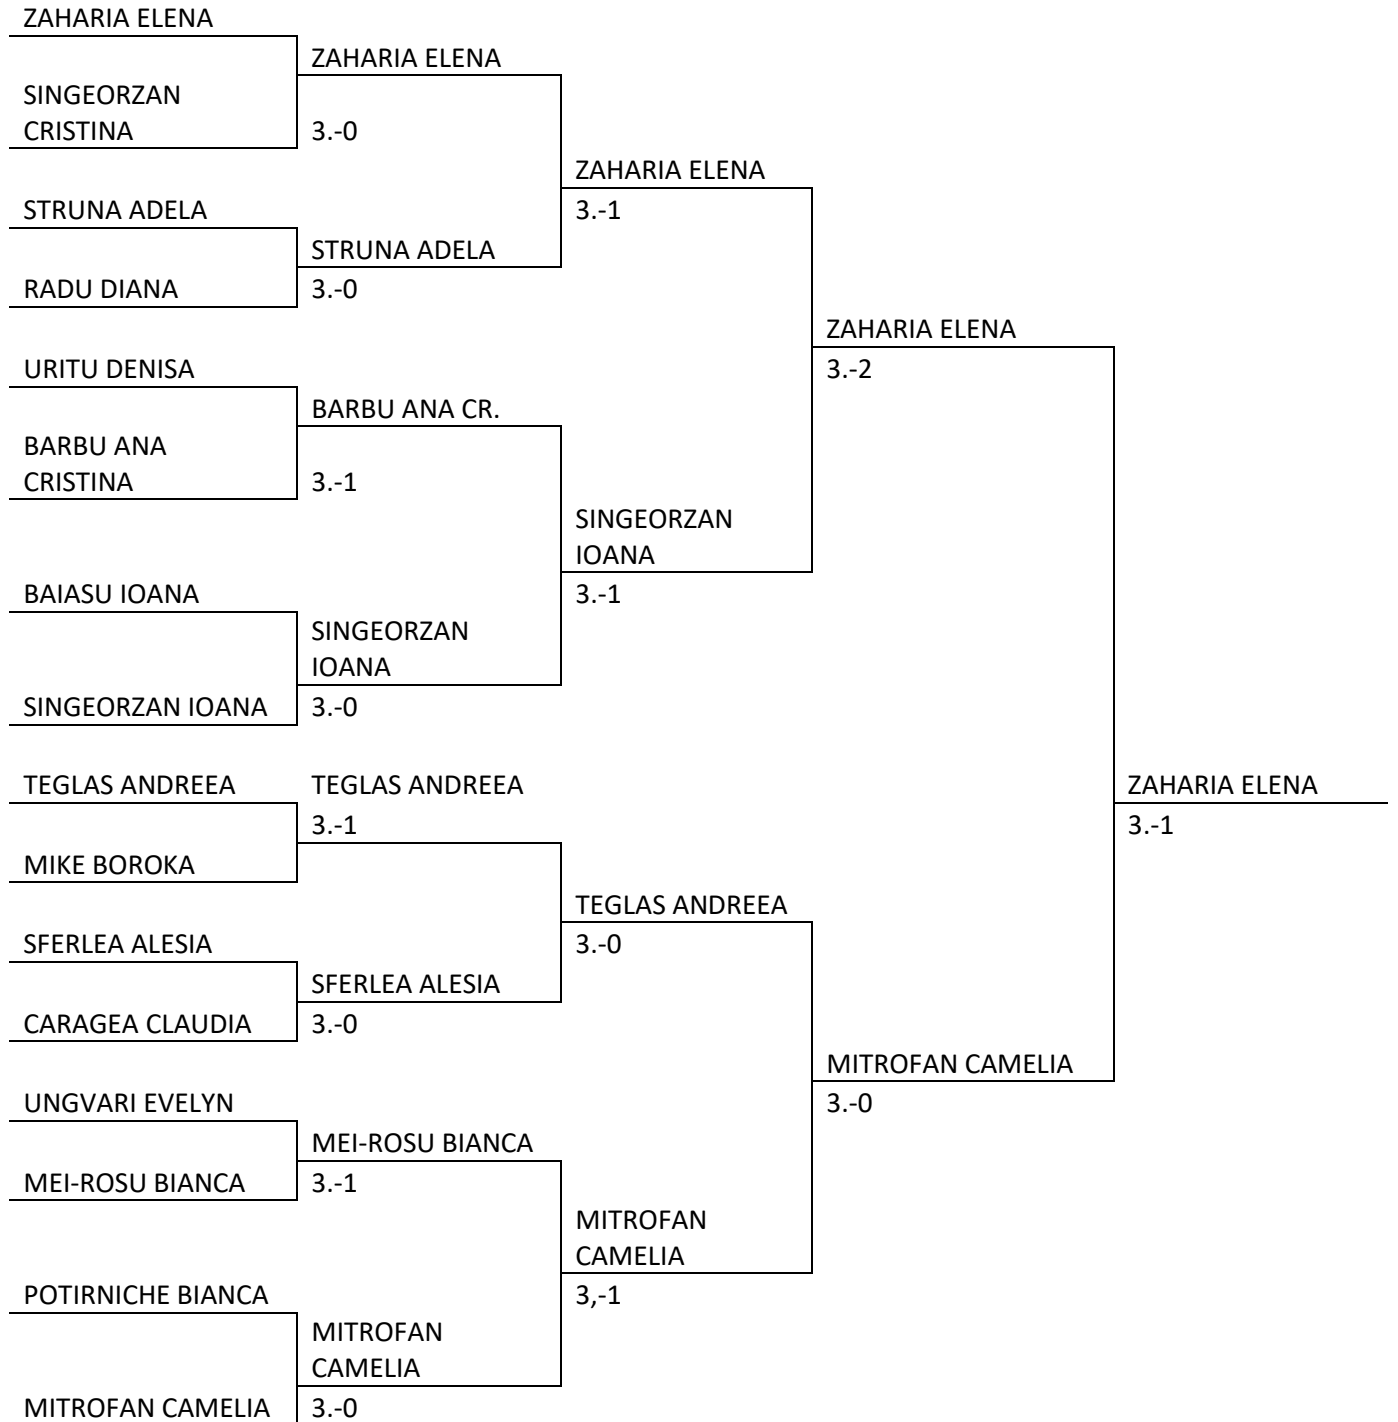 ZAHARIA ELENA
ZAHARIA ELENA
SINGEORZAN
CRISTINA
3.-0
ZAHARIA ELENA
STRUNA ADELA
3.-1
STRUNA ADELA
RADU DIANA
3.-0
ZAHARIA ELENA
URITU DENISA
3.-2
BARBU ANA CR.
BARBU ANA
CRISTINA
3.-1
SINGEORZAN
IOANA
BAIASU IOANA
3.-1
SINGEORZAN
IOANA
SINGEORZAN IOANA
3.-0
TEGLAS ANDREEA
TEGLAS ANDREEA
ZAHARIA ELENA
3.-1
3.-1
MIKE BOROKA
TEGLAS ANDREEA
SFERLEA ALESIA
3.-0
SFERLEA ALESIA
CARAGEA CLAUDIA
3.-0
MITROFAN CAMELIA
UNGVARI EVELYN
3.-0
MEI-ROSU BIANCA
MEI-ROSU BIANCA
3.-1
MITROFAN
CAMELIA
POTIRNICHE BIANCA
3,-1
MITROFAN
CAMELIA
MITROFAN CAMELIA
3.-0